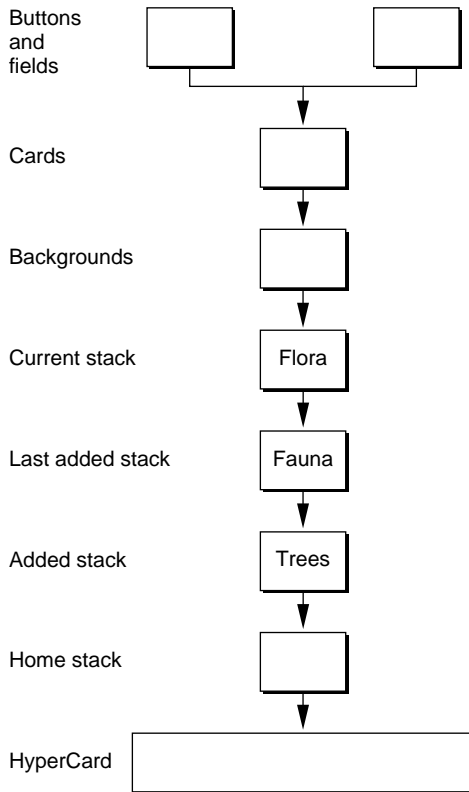 Buttons
and
fields
Cards
Backgrounds
Current stack
Flora
Last added stack
Fauna
Added stack
Trees
Home stack
HyperCard